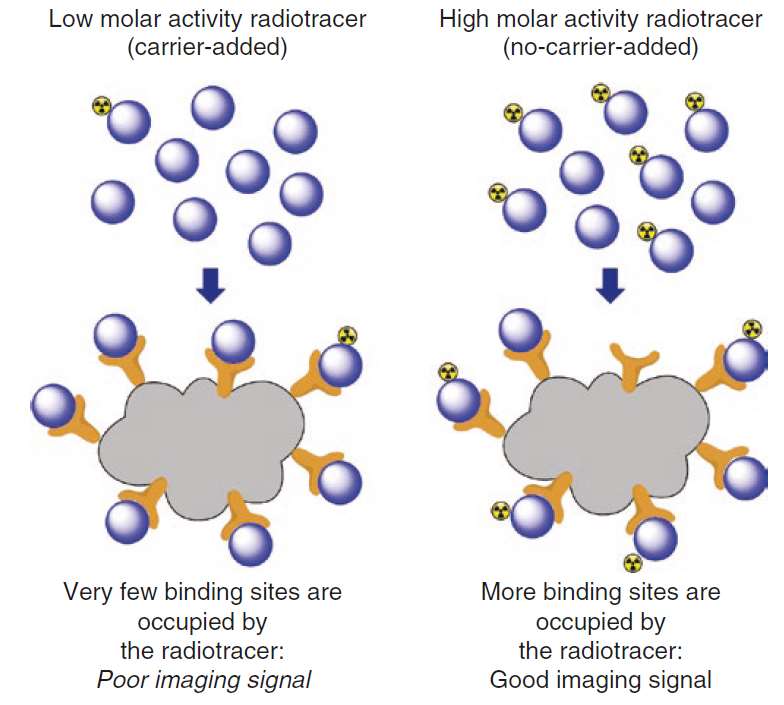 Low molar activity radiotracer
(carrier-added)
High molar activity radiotracer
(no-carrier-added)
Very few binding sites are
occupied by
the radiotracer:
Poor imaging signal
More binding sites are
occupied by
the radiotracer:
Good imaging signal